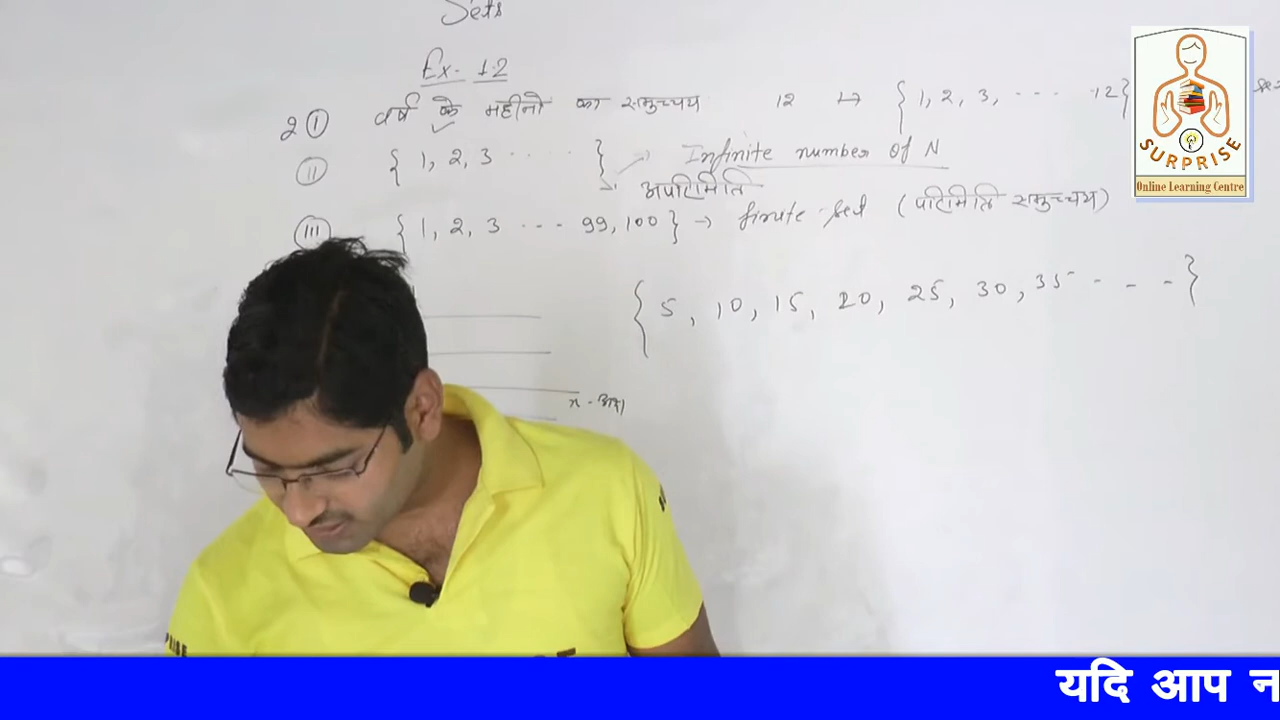 Sets
Ex- 1.2
2 (I) वर्ष के महीनो का समुच्चय 12 → {1, 2, 3, ... 12}
(II) {1, 2, 3 .....} → Infinite number of N
अपरिमिति
(III) {1, 2, 3 --- 99, 100} → finite set (परिमिति समुच्चय)
{5, 10, 15, 20, 25, 30, 35 - - -}
SURPRISE
Online Learning Centre
यदि आप न